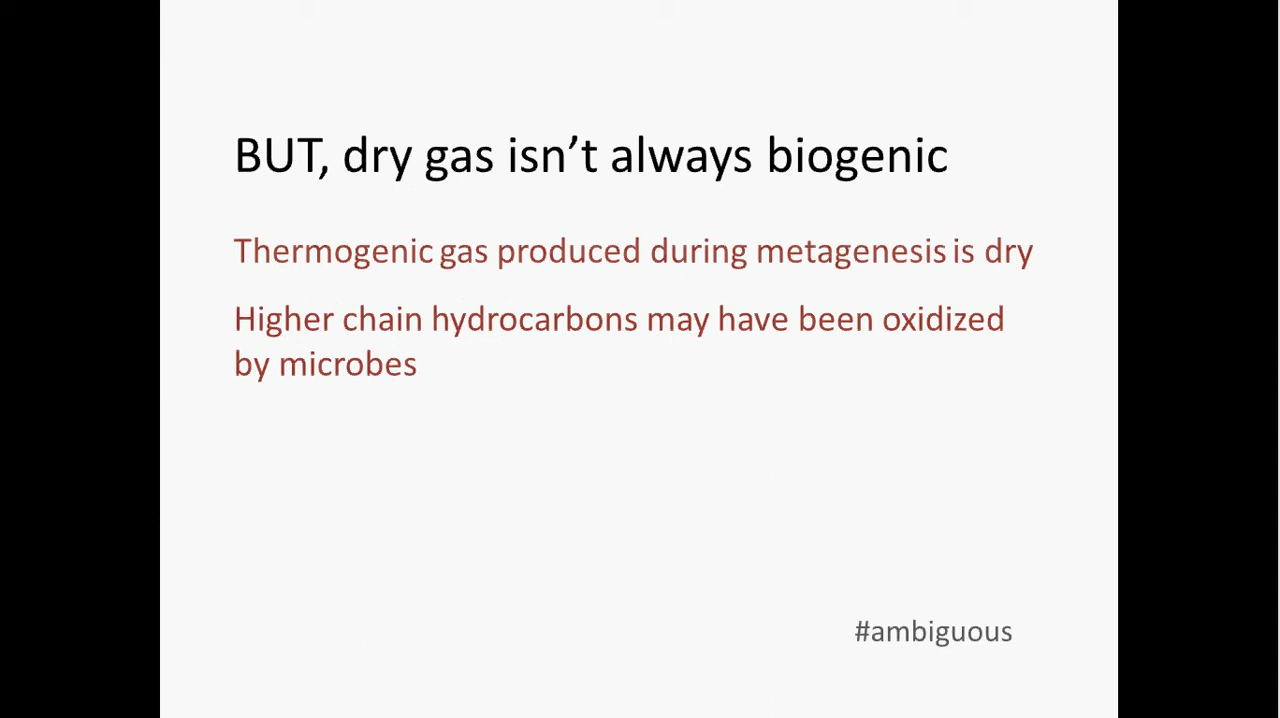 BUT, dry gas isn’t always biogenic
Thermogenic gas produced during metagenesis is dry
Higher chain hydrocarbons may have been oxidized
by microbes
#ambiguous